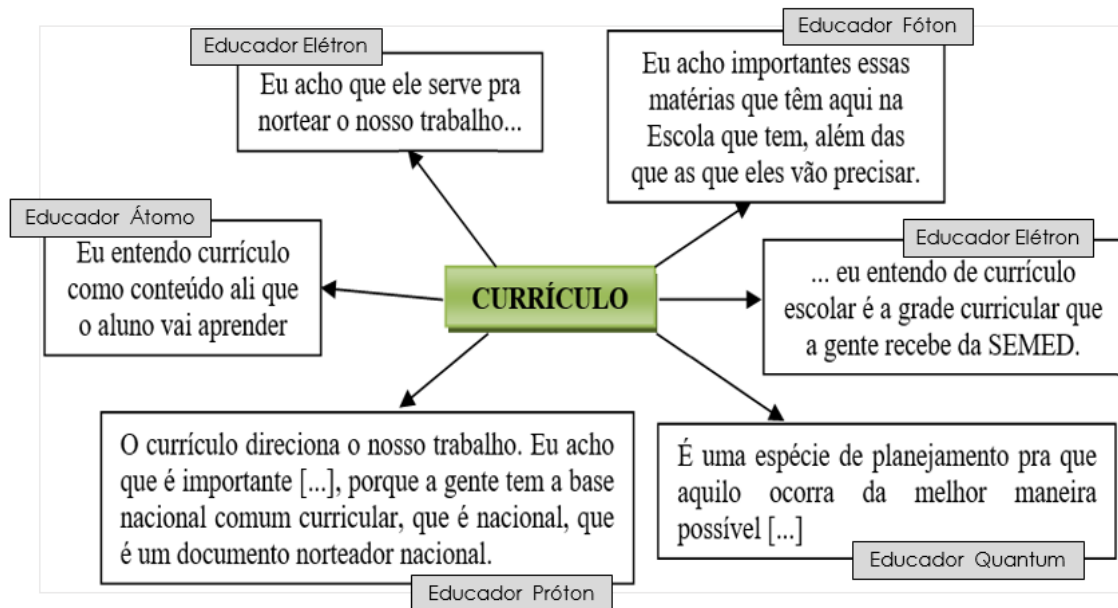 Educador Elétron
Eu acho que ele serve pra
nortear o nosso trabalho...
Educador Fóton
Eu acho importantes essas
matérias que têm aqui na
Escola que tem, além das
que as que eles vão precisar.
Educador Átomo
Eu entendo currículo
como conteúdo ali que
o aluno vai aprender
CURRÍCULO
Educador Elétron
... eu entendo de currículo
escolar é a grade curricular que
a gente recebe da SEMED.
O currículo direciona o nosso trabalho. Eu acho
que é importante [...], porque a gente tem a base
nacional comum curricular, que é nacional, que
é um documento norteador nacional.
Educador Próton
É uma espécie de planejamento pra que
aquilo ocorra da melhor maneira
possível [...]
Educador Quantum